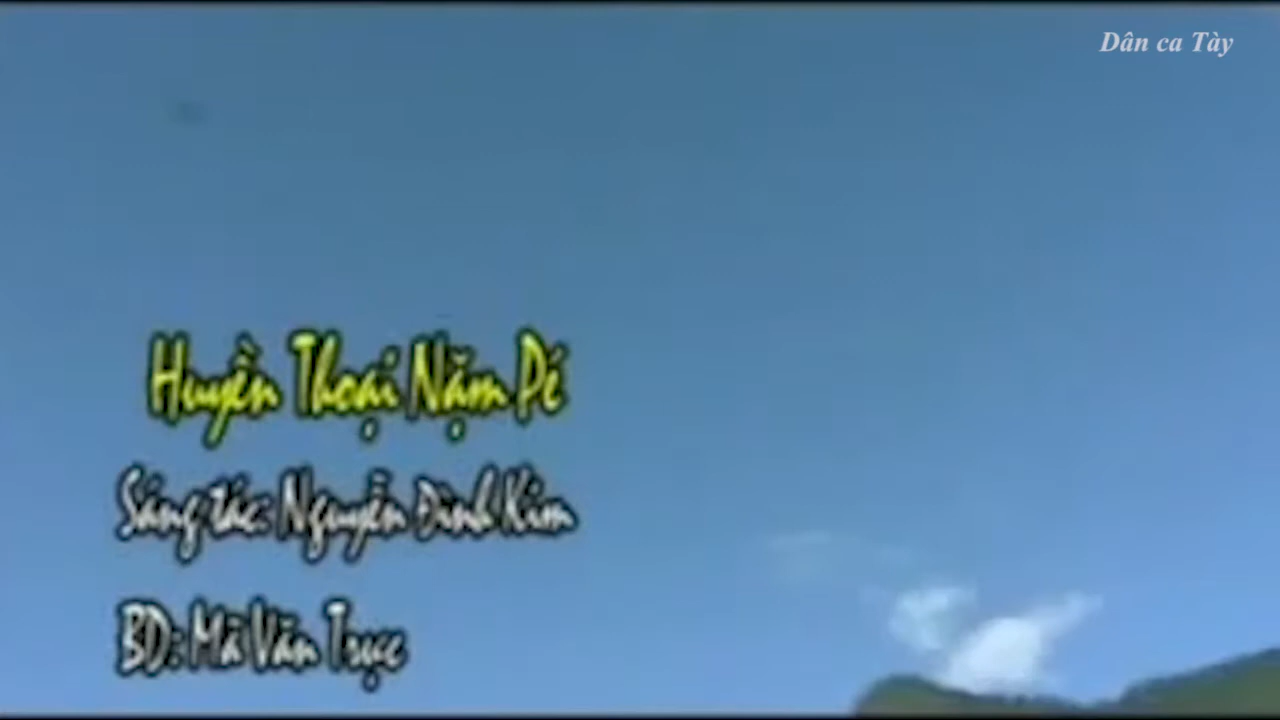 Dân ca Tày
Huyền Thoại Nặm Pé
Sáng tác: Nguyễn Đình Kim
BD: Mã Văn Trực